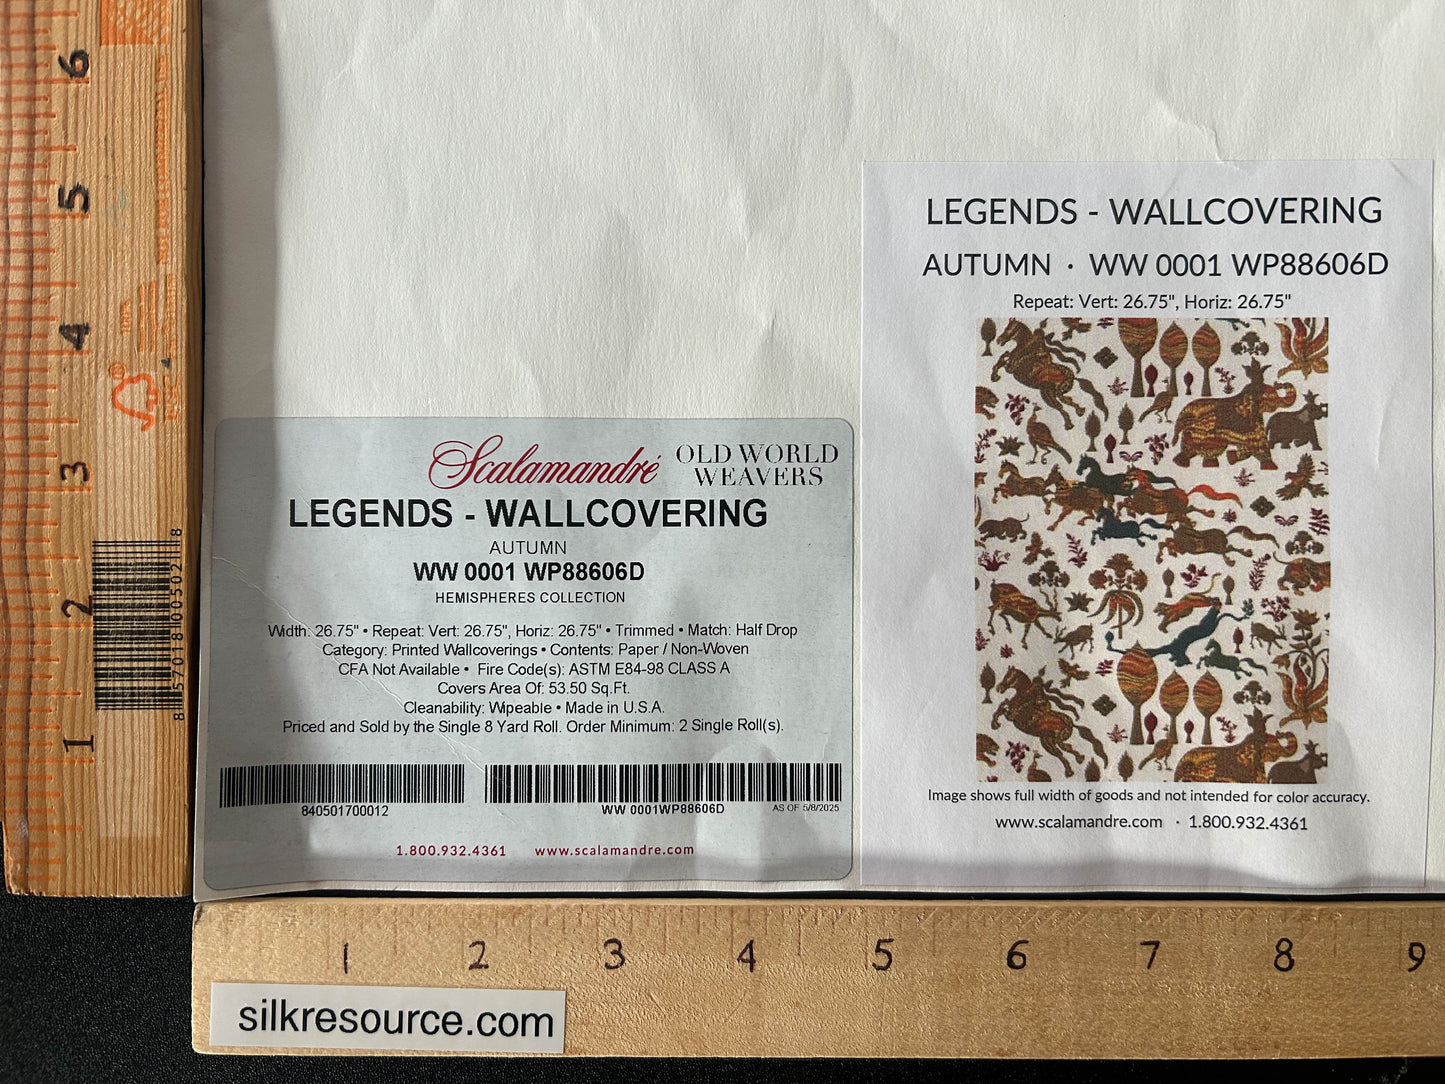 6
5
4
3
2
1
8 57018 00502 8
Scalamandré
OLD WORLD
WEAVERS
LEGENDS - WALLCOVERING
AUTUMN
WW 0001 WP88606D
HEMISPHERES COLLECTION
Width: 26.75" • Repeat: Vert: 26.75", Horiz: 26.75" • Trimmed • Match: Half Drop
Category: Printed Wallcoverings • Contents: Paper / Non-Woven
CFA Not Available • Fire Code(s): ASTM E84-98 CLASS A
Covers Area Of: 53.50 Sq.Ft.
Cleanability: Wipeable • Made in U.S.A.
Priced and Sold by the Single 8 Yard Roll. Order Minimum: 2 Single Roll(s).
840501700012
WW 0001WP88606D
AS OF 5/8/2025
1.800.932.4361 www.scalamandre.com
LEGENDS - WALLCOVERING
AUTUMN · WW 0001 WP88606D
Repeat: Vert: 26.75", Horiz: 26.75"
Image shows full width of goods and not intended for color accuracy.
www.scalamandre.com · 1.800.932.4361
1 2 3 4 5 6 7 8 9
silkresource.com